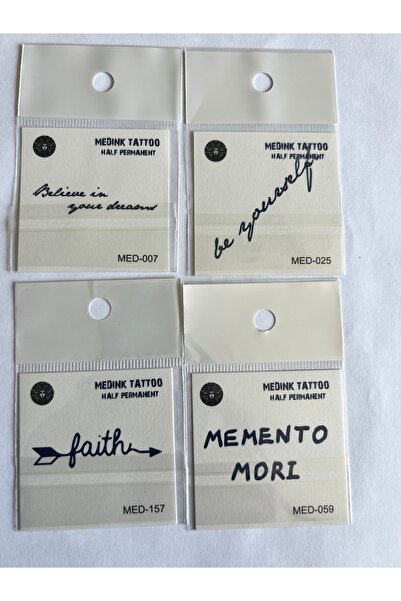 MEDINK TATTOO
HALF PERMANENT
Believe in
your dreams
MED-007
MEDINK TATTOO
HALF PERMANENT
be yourself
MED-025
MEDINK TATTOO
HALF PERMANENT
faith
MED-157
MEDINK TATTOO
HALF PERMANENT
MEMENTO
MORI
MED-059